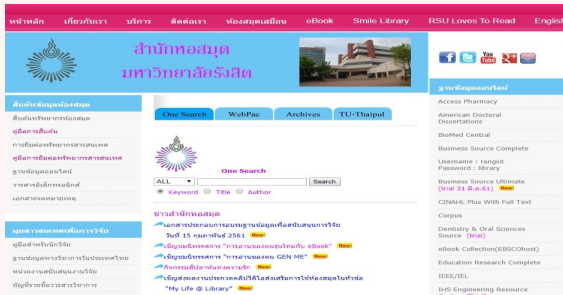 หน้าหลัก เกี่ยวกับเรา บริการ ติดต่อเรา ห้องสมุดเสมือน eBook Smile Library RSU Loves To Read English
สำนักหอสมุด
มหาวิทยาลัยรังสิต
You
Tube
สืบค้นข้อมูลห้องสมุด
สืบค้นทรัพยากรห้องสมุด
คู่มือการสืบค้น
การยืมต่อทรัพยากรสารสนเทศ
คู่มือการยืมต่อทรัพยากรสารสนเทศ
ฐานข้อมูลออนไลน์
วารสารอิเล็กทรอนิกส์
เอกสารจดหมายเหตุ
ชุมสารสนเทศเพื่อการวิจัย
คู่มือสำหรับนักวิจัย
ฐานข้อมูลทางวิชาการในประเทศไทย
หน่วยงานสนับสนุนงานวิจัย
บัญชีรายชื่อวารสารวิชาการ
One Search WebPac Archives TU-Thaipul
One Search
ALL Search
Keyword Title Author
ข่าวสำนักหอสมุด
เอกสารประกอบการอบรมฐานข้อมูลเพื่อสนับสนุนการวิจัย
วันที่ 15 กุมภาพันธ์ 2561 New
เชิญชมนิทรรศการ "การอ่านของคนรุ่นใหม่กับ eBook" New
เชิญชมนิทรรศการ "การอ่านของคน GEN ME" New
กิจกรรมสัปดาห์แห่งความรัก New
เชิญส่งผลงานประกวดคลิปวิดีโอส่งเสริมการใช้ห้องสมุดในหัวข้อ
"My Life @ Library" New
ฐานข้อมูลออนไลน์
Access Pharmacy
American Doctoral
Dissertations
BioMed Central
Business Source Complete
Username : rangsit
Password : library
Business Source Ultimate
(trial 31 มี.ค.61) New
CINAHL Plus With Full Text
Corpus
Dentistry & Oral Sciences
Source (trial)
eBook Collection(EBSCOhost)
Education Research Complete
IEEE/IEL
IHS Engineering Resource